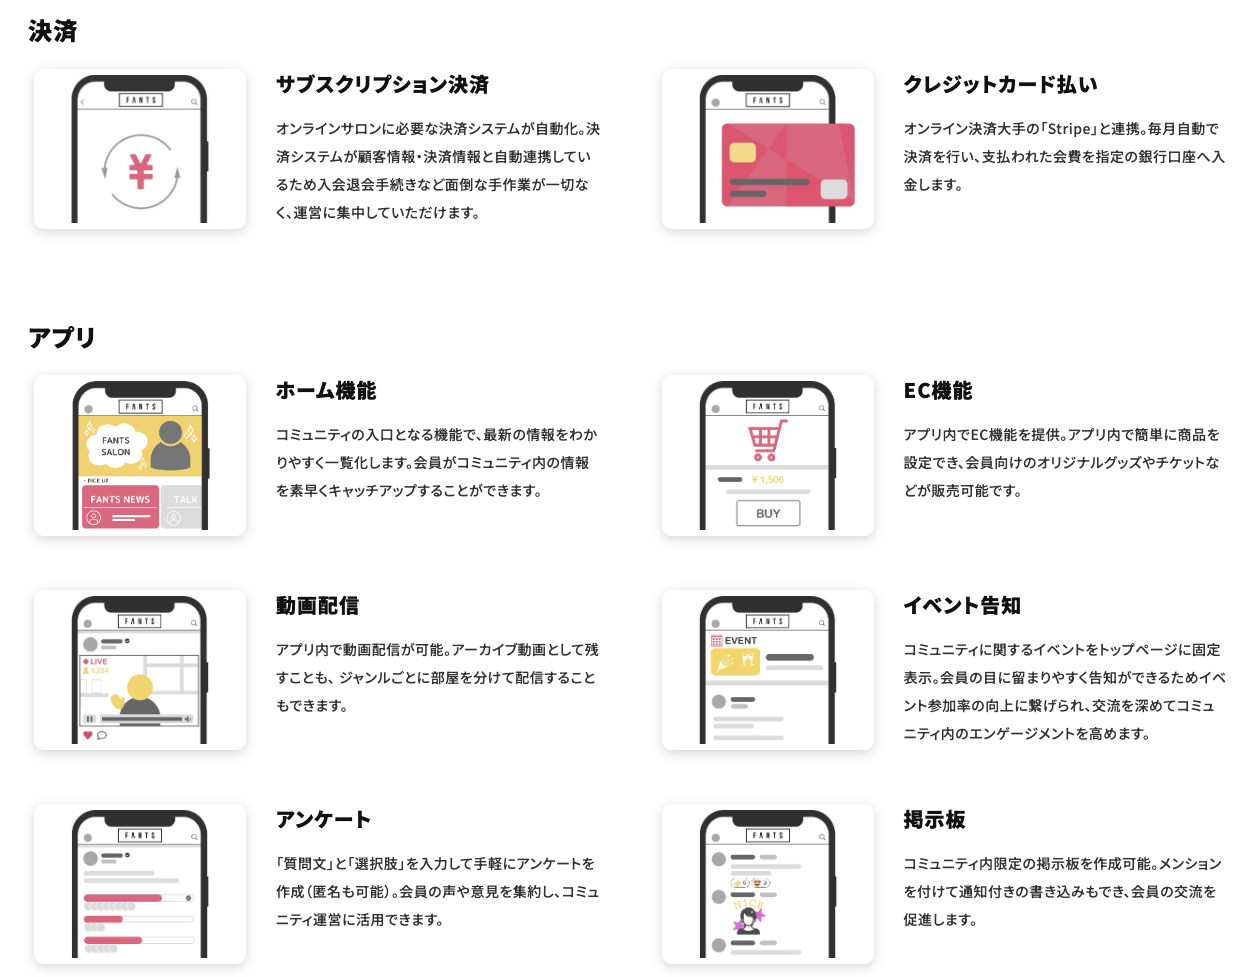 決済
FANTS
¥
サブスクリプション決済
オンラインサロンに必要な決済システムが自動化。決
済システムが顧客情報・決済情報と自動連携してい
るため入会退会手続きなど面倒な手作業が一切な
く、運営に集中していただけます。
FANTS
クレジットカード払い
オンライン決済大手の「Stripe」と連携。毎月自動で
決済を行い、支払われた会費を指定の銀行口座へ入
金します。
アプリ
FANTS
FANTS
SALON
・PICK UP
FANTS NEWS
TALK
ホーム機能
コミュニティの入口となる機能で、最新の情報をわか
りやすく一覧化します。会員がコミュニティ内の情報
を素早くキャッチアップすることができます。
FANTS
¥ 1,500
BUY
EC機能
アプリ内でEC機能を提供。アプリ内で簡単に商品を
設定でき、会員向けのオリジナルグッズやチケットな
どが販売可能です。
FANTS
LIVE
1,234
動画配信
アプリ内で動画配信が可能。アーカイブ動画として残
すことも、ジャンルごとに部屋を分けて配信すること
もできます。
FANTS
EVENT
イベント告知
コミュニティに関するイベントをトップページに固定
表示。会員の目に留まりやすく告知ができるためイベ
ント参加率の向上に繋げられ、交流を深めてコミュ
ニティ内のエンゲージメントを高めます。
FANTS
アンケート
「質問文」と「選択肢」を入力して手軽にアンケートを
作成（匿名も可能）。会員の声や意見を集約し、コミュ
ニティ運営に活用できます。
FANTS
NICE
掲示板
コミュニティ内限定の掲示板を作成可能。メンション
を付けて通知付きの書き込みもでき、会員の交流を
促進します。